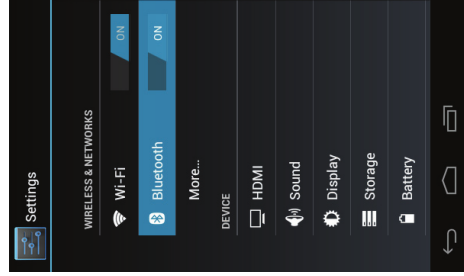 Settings
WIRELESS & NETWORKS
Wi-Fi ON
Bluetooth ON
More...
DEVICE
HDMI
Sound
Display
Storage
Battery